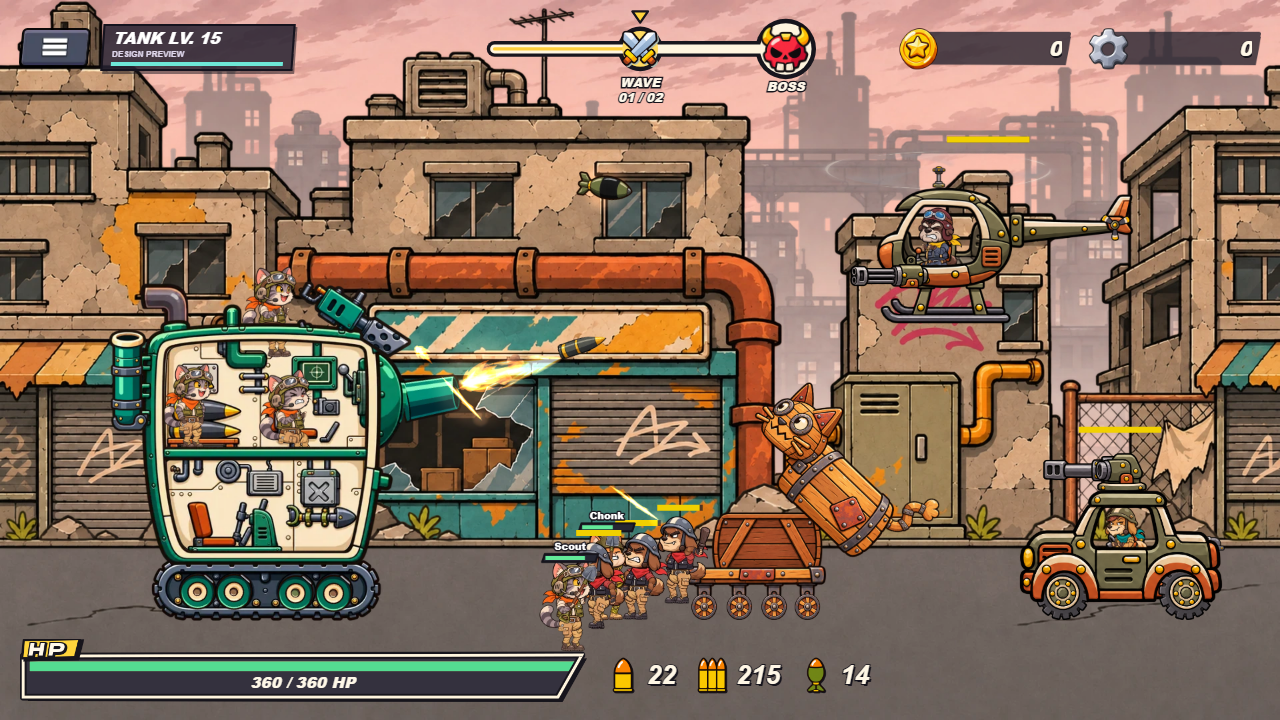 TANK LV. 15
DESIGN PREVIEW
WAVE
01 / 02
BOSS
0
0
Chonk
Scout
HP
360 / 360 HP
22
215
14